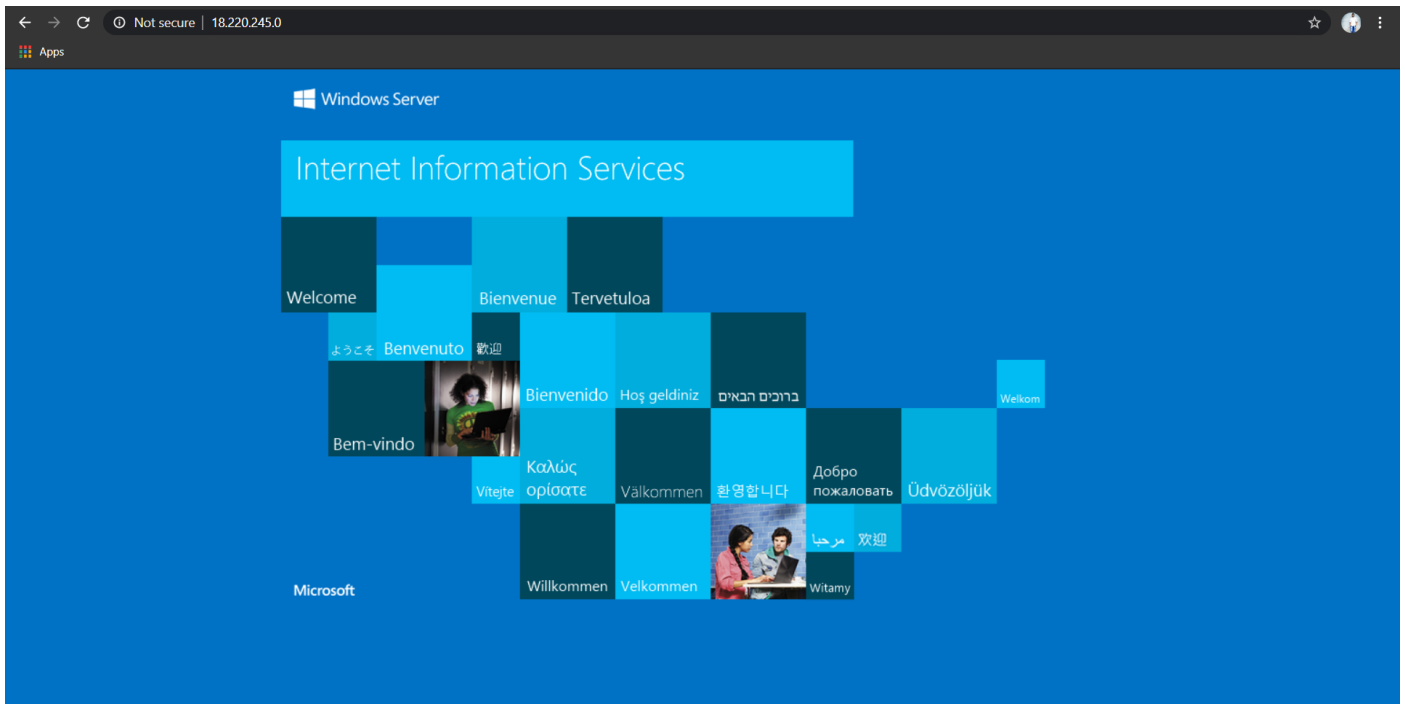 Not secure | 18.220.245.0
Apps
Windows Server
Internet Information Services
Welcome
Bienvenue
Tervetuloa
ようこそ
Benvenuto
歡迎
Bienvenido
Hoş geldiniz
ברוכים הבאים
Welkom
Bem-vindo
Vítejte
Καλώς
ορίσατε
Välkommen
환영합니다
Добро
пожаловать
Üdvözöljük
مرحبا
欢迎
Microsoft
Willkommen
Velkommen
Witamy